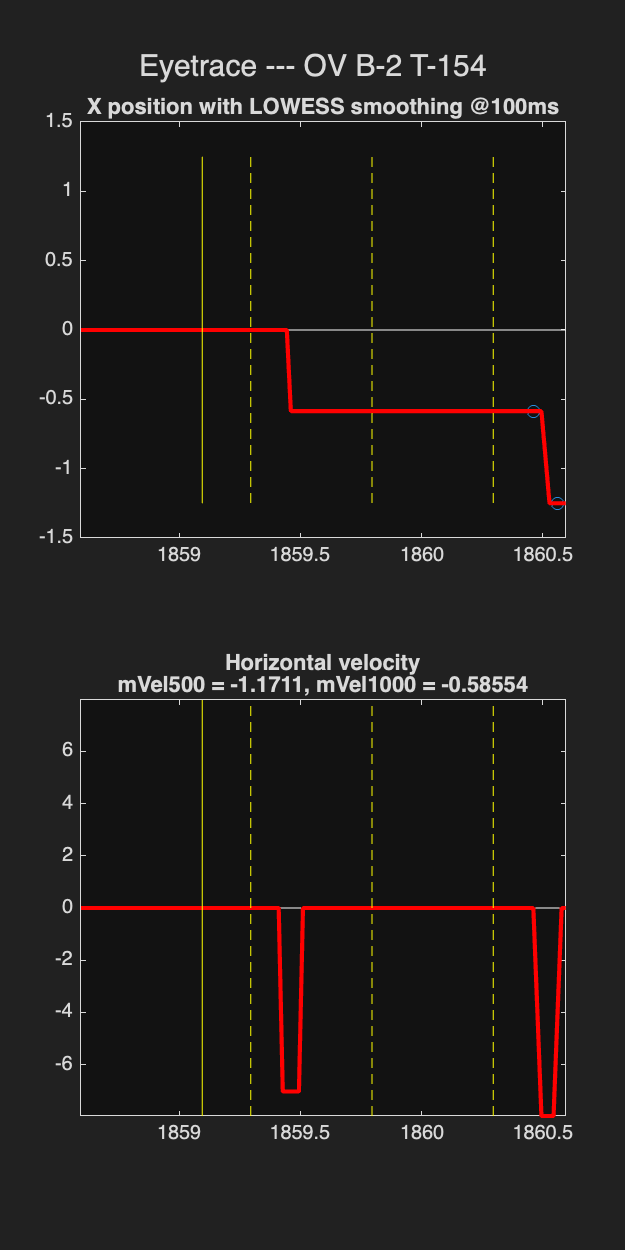 Eyetrace --- OV B-2 T-154
X position with LOWESS smoothing @100ms
1.5
1
0.5
0
-0.5
-1
-1.5
1859 1859.5 1860 1860.5
Horizontal velocity
mVel500 = -1.1711, mVel1000 = -0.58554
6
4
2
0
-2
-4
-6
1859 1859.5 1860 1860.5